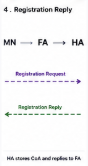 4 . Registration Reply
MN → FA → HA
Registration Request
Registration Reply
HA stores CoA and replies to FA